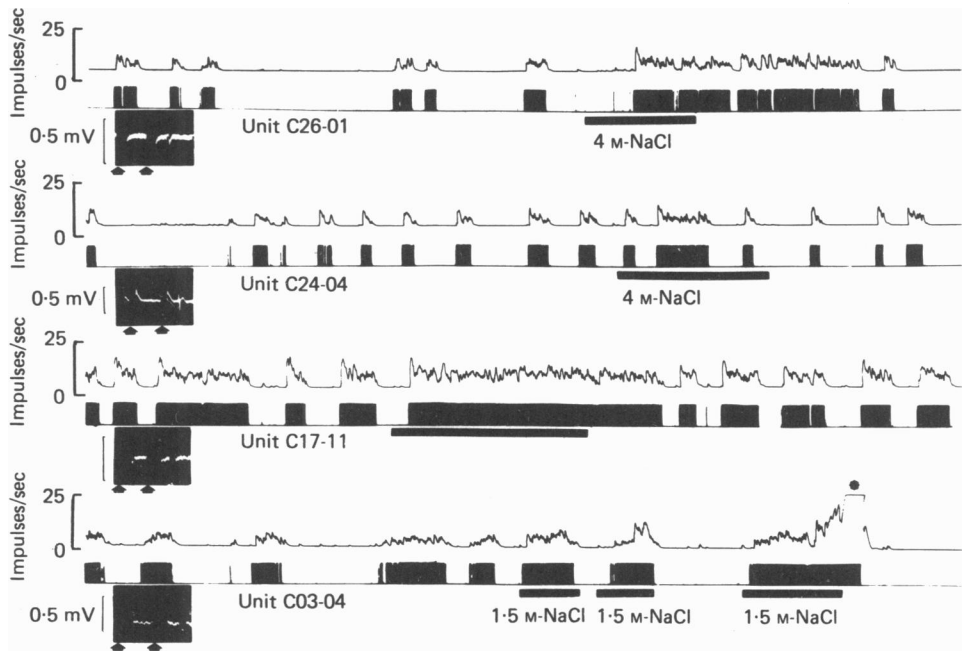 Impulses/sec
25
0
Unit C26-01
4 M-NaCl
0·5 mV
Impulses/sec
25
0
Unit C24-04
4 M-NaCl
0·5 mV
Impulses/sec
25
0
Unit C17-11
Impulses/sec
25
0
Unit C03-04
0·5 mV
1·5 M-NaCl
1·5 M-NaCl
1·5 M-NaCl